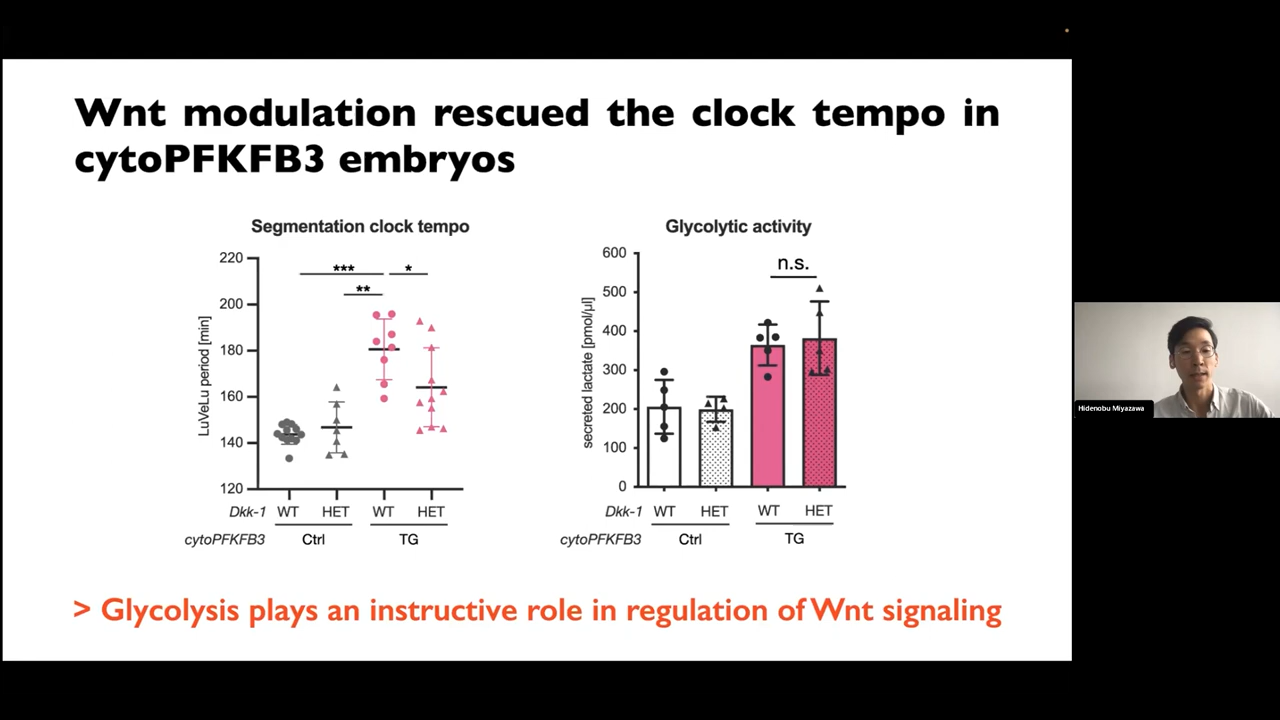 Wnt modulation rescued the clock tempo in
cytoPFKFB3 embryos
Segmentation clock tempo
LuVeLu period [min]
220
200
180
160
140
120
***
*
**
Dkk-1 WT HET WT HET
cytoPFKFB3 Ctrl TG
Glycolytic activity
secreted lactate [pmol/µl]
600
500
400
300
200
100
0
n.s.
Dkk-1 WT HET WT HET
cytoPFKFB3 Ctrl TG
> Glycolysis plays an instructive role in regulation of Wnt signaling
Hidenobu Miyazawa